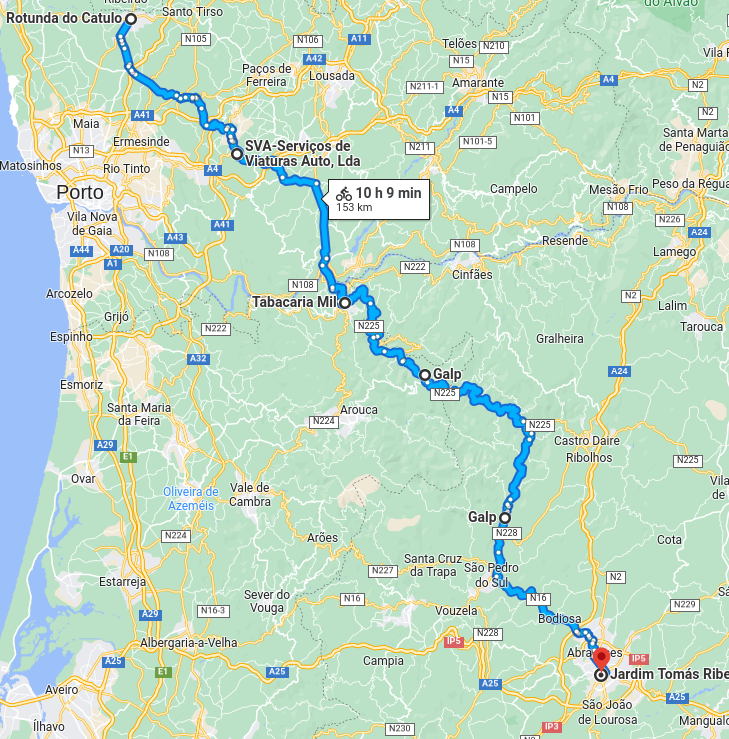 Ribeirão
Rotunda do Catulo
Santo Tirso
do Alvão
N105
N106
A11
Telões
N210
N15
A42
Paços de
Ferreira
Lousada
Amarante
N211-1
N15
A4
A4
Vila
N2
N2
A41
N101
Maia
Ermesinde
N13
SVA-Serviços de
Viaturas Auto, Lda
N211
N101-5
Santa Marta
de Penaguião
Matosinhos
Rio Tinto
A4
Porto
10 h 9 min
153 km
Campelo
Mesão Frio
Peso da Régua
N108
N226
Vila Nova
de Gaia
A41
A43
A24
A44
A20
A1
N108
N108
Resende
Lamego
N222
Cinfães
Arcozelo
N108
Tabacaria Mil
N2
Lalim
Grijó
N222
N225
Tarouca
Espinho
Gralheira
A32
Galp
A24
Esmoriz
N225
Santa Maria
da Feira
Arouca
N224
N225
Castro Daire
A29
E1
Ribolhos
N225
Ovar
Oliveira de
Azeméis
Vale de
Cambra
Galp
N228
N224
Arões
Cota
Santa Cruz
da Trapa
N227
São Pedro
do Sul
Estarreja
N2
Sever do
Vouga
N16
N16
N229
N16-3
Vouzela
A29
Bodiosa
N228
IP5
Albergaria-a-Velha
A25
Campia
IP5
A25
E1
Jardim Tomás Ribe
A25
A25
Aveiro
São João
de Lourosa
Ílhavo
N230
IP3
N2
Mangualde